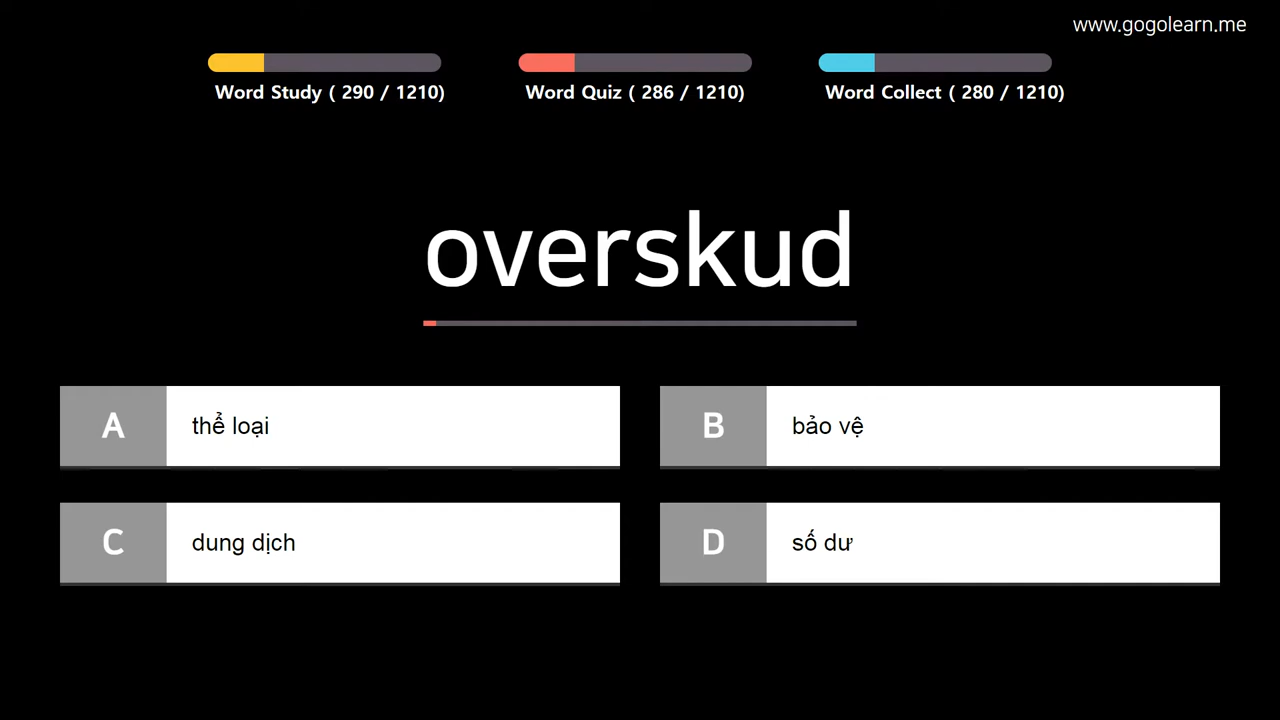 www.gogolearn.me
Word Study ( 290 / 1210)
Word Quiz ( 286 / 1210)
Word Collect ( 280 / 1210)
overskud
A thể loại
B bảo vệ
C dung dịch
D số dư